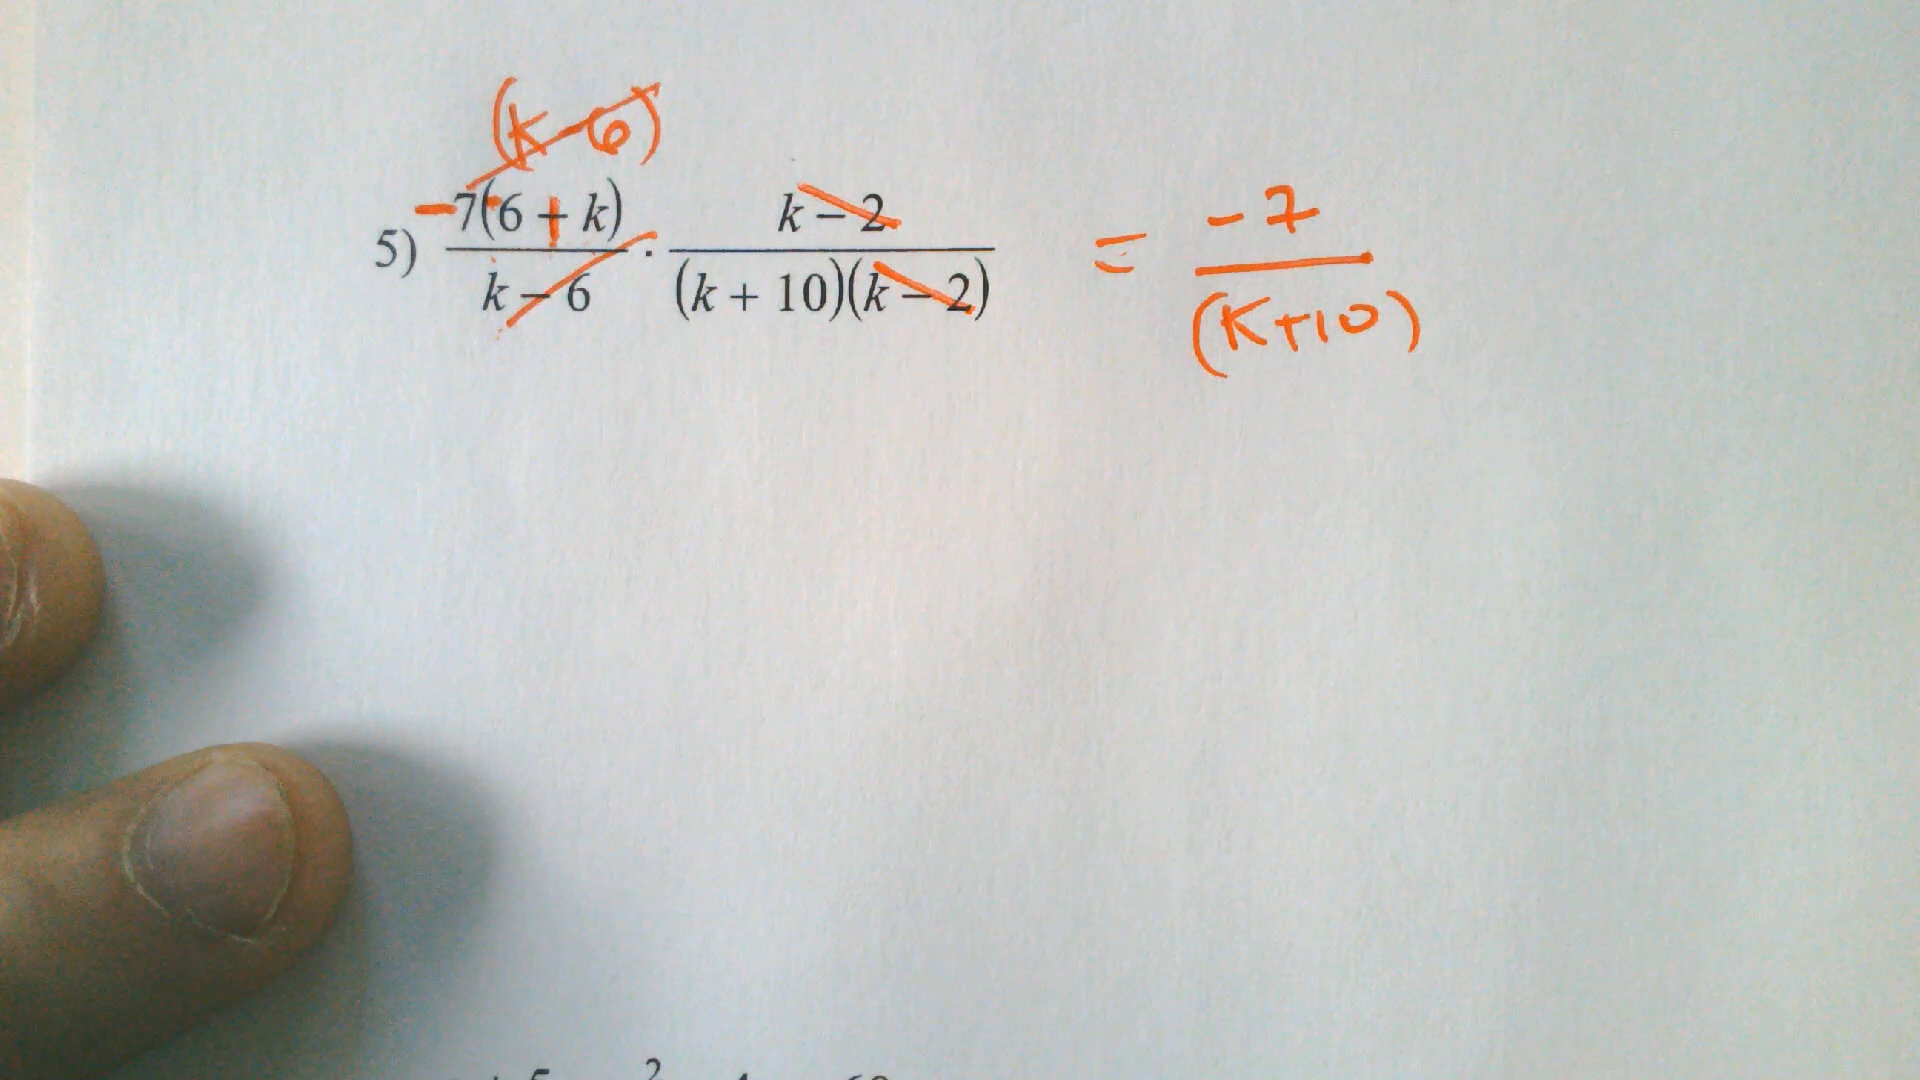 (k-6)
5) -7(-6 + k) / k - 6 · k - 2 / (k + 10)(k - 2) = -7 / (k+10)